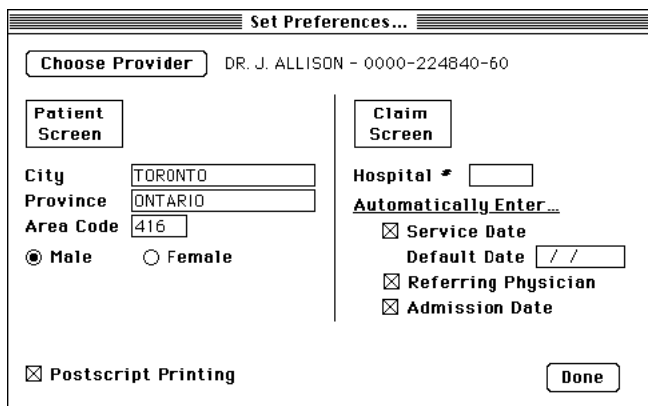 Set Preferences...
Choose Provider DR. J. ALLISON - 0000-224840-60
Patient
Screen
City TORONTO
Province ONTARIO
Area Code 416
Male Female
Claim
Screen
Hospital #
Automatically Enter...
Service Date
Default Date / /
Referring Physician
Admission Date
Postscript Printing
Done